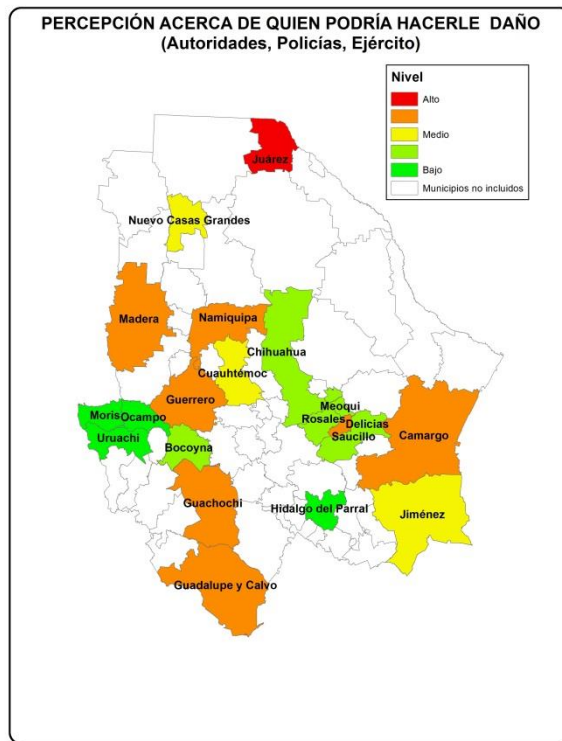 PERCEPCIÓN ACERCA DE QUIEN PODRÍA HACERLE DAÑO
(Autoridades, Policías, Ejército)
Nivel
Alto
Medio
Bajo
Municipios no incluidos
Juárez
Nuevo Casas Grandes
Madera
Namiquipa
Chihuahua
Cuauhtémoc
Guerrero
Meoqui
Moris
Ocampo
Rosales
Delicias
Saucillo
Camargo
Uruachi
Bocoyna
Guachochi
Hidalgo del Parral
Jiménez
Guadalupe y Calvo